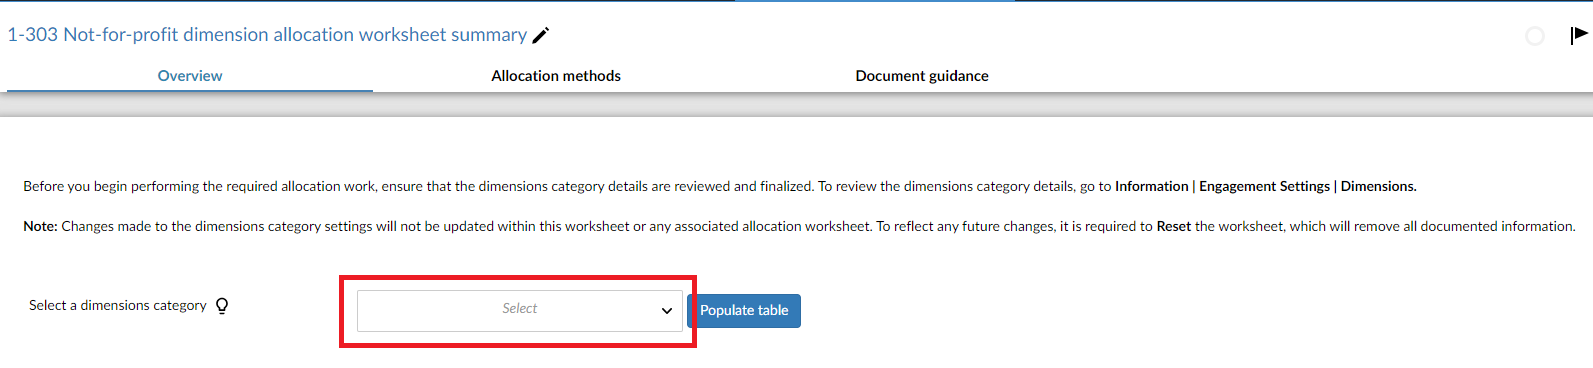 1-303 Not-for-profit dimension allocation worksheet summary
Overview Allocation methods Document guidance
Before you begin performing the required allocation work, ensure that the dimensions category details are reviewed and finalized. To review the dimensions category details, go to Information | Engagement Settings | Dimensions.
Note: Changes made to the dimensions category settings will not be updated within this worksheet or any associated allocation worksheet. To reflect any future changes, it is required to Reset the worksheet, which will remove all documented information.
Select a dimensions category Select Populate table